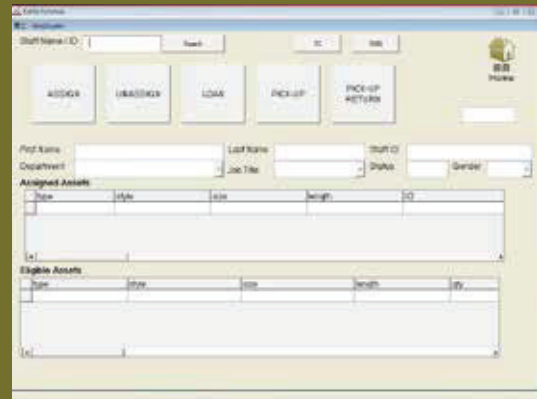 Staff Name / ID
Search
Home
ASSIGN UNASSIGN LOAN PICK-UP PICK-UP RETURN
First Name Last Name Staff ID
Department Job Title Status Gender
Assigned Assets
type style size length ID
Eligible Assets
type style size length qty